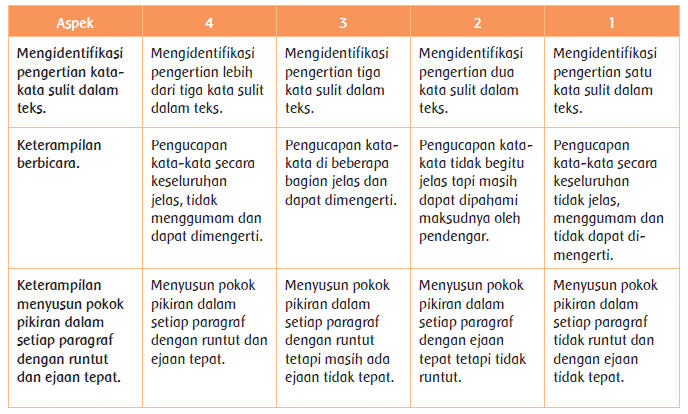 Aspek 4 3 2 1
Mengidentifikasi
pengertian kata-
kata sulit dalam
teks.
Mengidentifikasi
pengertian lebih
dari tiga kata sulit
dalam teks.
Mengidentifikasi
pengertian tiga
kata sulit dalam
teks.
Mengidentifikasi
pengertian dua
kata sulit dalam
teks.
Mengidentifikasi
pengertian satu
kata sulit dalam
teks.
Keterampilan
berbicara.
Pengucapan
kata-kata secara
keseluruhan
jelas, tidak
menggumam dan
dapat dimengerti.
Pengucapan kata-
kata di beberapa
bagian jelas dan
dapat dimengerti.
Pengucapan kata-
kata tidak begitu
jelas tapi masih
dapat dipahami
maksudnya oleh
pendengar.
Pengucapan
kata-kata secara
keseluruhan
tidak jelas,
menggumam dan
tidak dapat di-
mengerti.
Keterampilan
menyusun pokok
pikiran dalam
setiap paragraf
dengan runtut
dan ejaan tepat.
Menyusun pokok
pikiran dalam
setiap paragraf
dengan runtut dan
ejaan tepat.
Menyusun pokok
pikiran dalam
setiap paragraf
dengan runtut
tetapi masih ada
ejaan tidak tepat.
Menyusun pokok
pikiran dalam
setiap paragraf
dengan ejaan
tepat tetapi tidak
runtut.
Menyusun pokok
pikiran dalam
setiap paragraf
tidak runtut dan
dengan ejaan
tidak tepat.